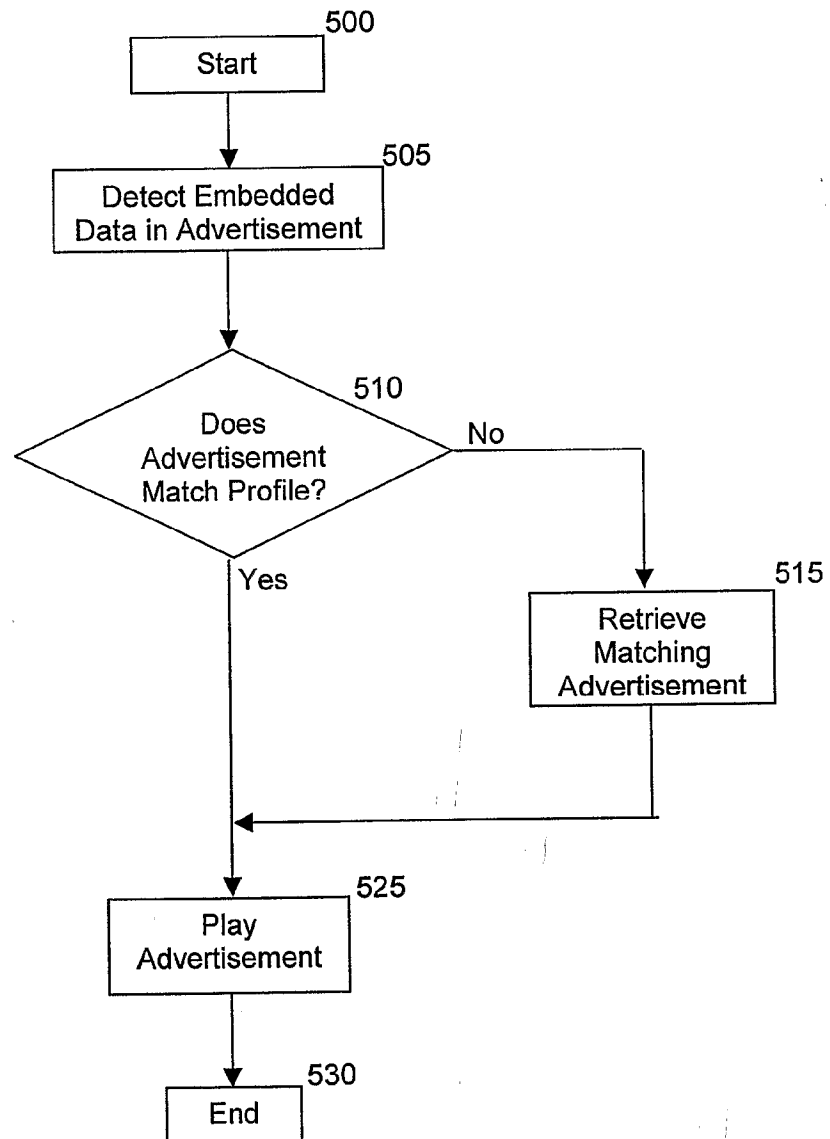 500
Start
505
Detect Embedded
Data in Advertisement
510
Does
Advertisement
Match Profile?
No
Yes
515
Retrieve
Matching
Advertisement
525
Play
Advertisement
530
End